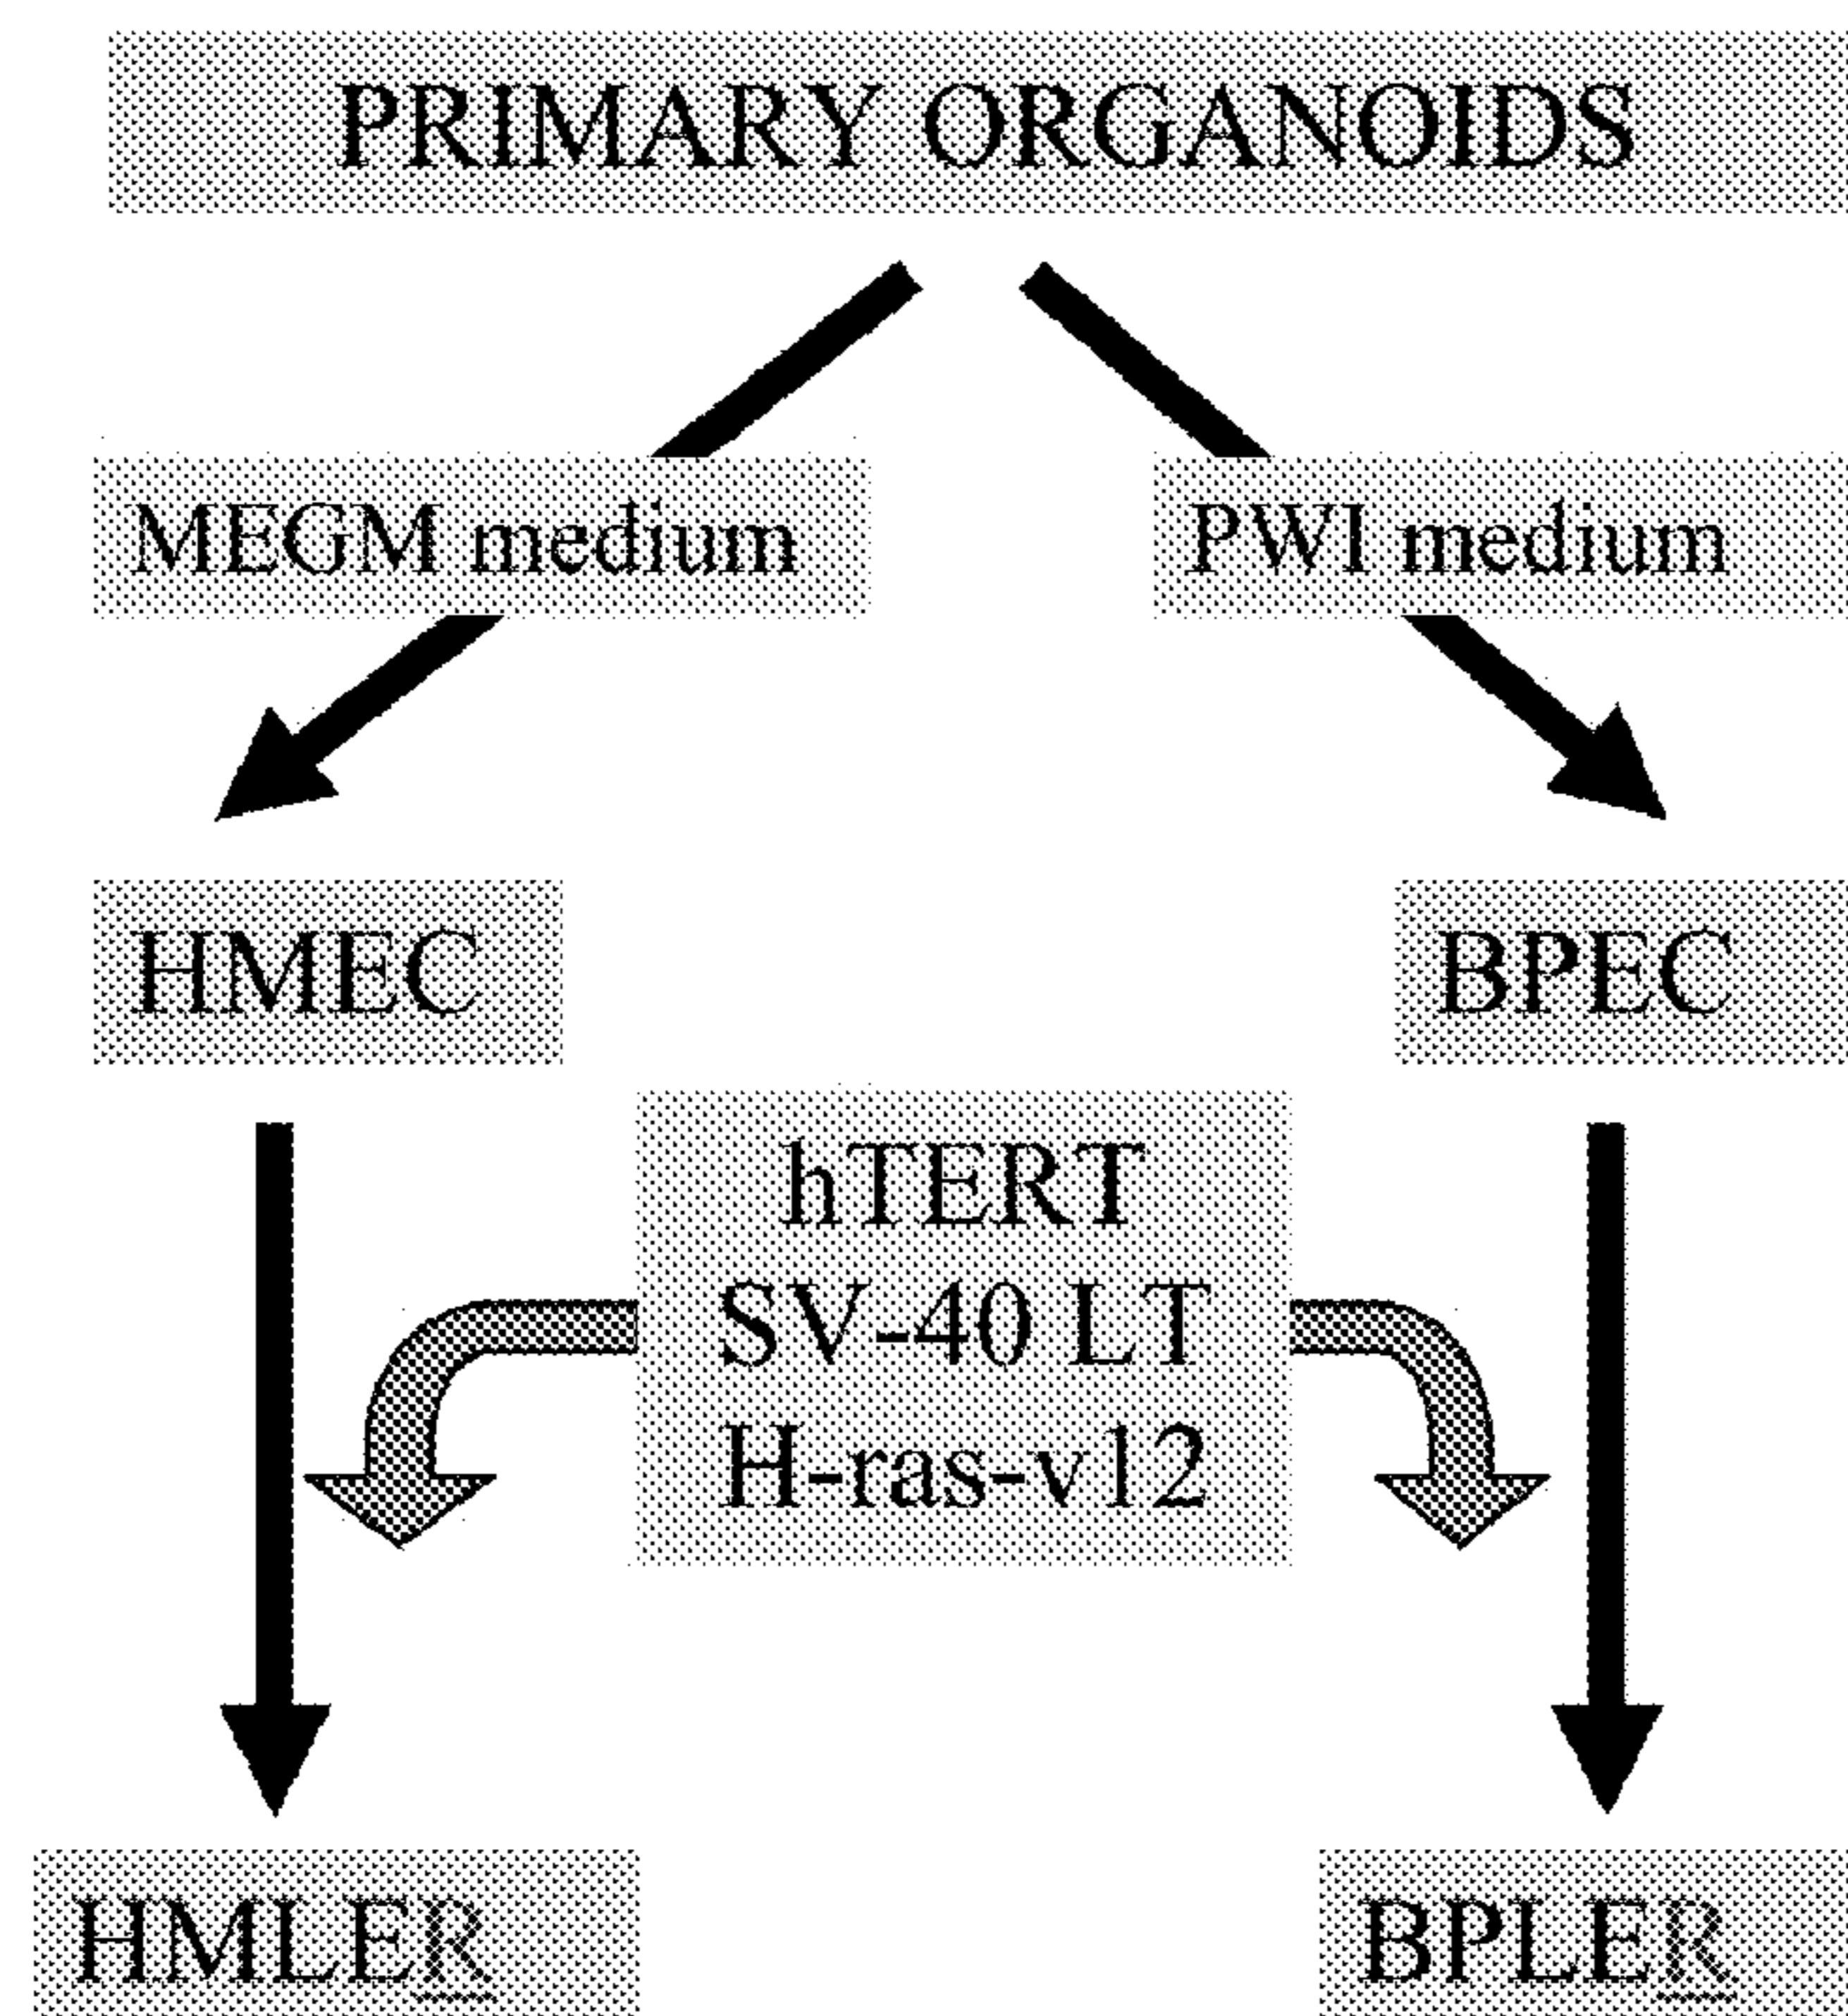 PRIMARY ORGANOIDS
MEGM medium
PWI medium
HMEC
BPEC
hTERT
SV-40 LT
H-ras-v12
HMLER
BPLER